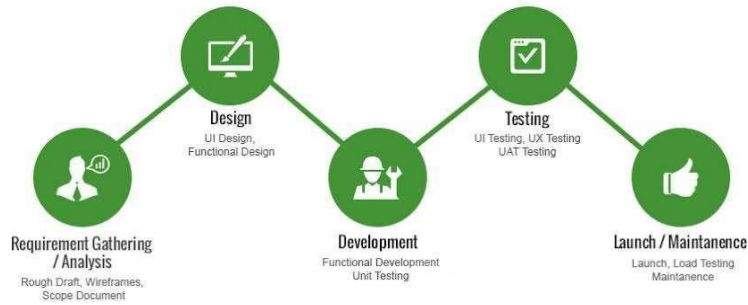 Requirement Gathering
/ Analysis
Rough Draft, Wireframes,
Scope Document
Design
UI Design,
Functional Design
Development
Functional Development
Unit Testing
Testing
UI Testing, UX Testing
UAT Testing
Launch / Maintanence
Launch, Load Testing
Maintanence